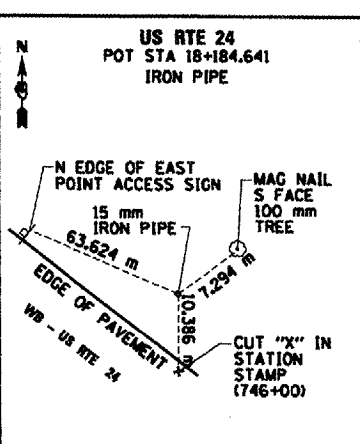 US RTE 24
POT STA 18+184.641
IRON PIPE
N
N EDGE OF EAST
POINT ACCESS SIGN
MAG NAIL
S FACE
100 mm
TREE
15 mm
IRON PIPE
63.624 m
7.294 m
10.386 m
EDGE OF PAVEMENT
WB - US RTE 24
CUT "X" IN
STATION
STAMP
(746+00)